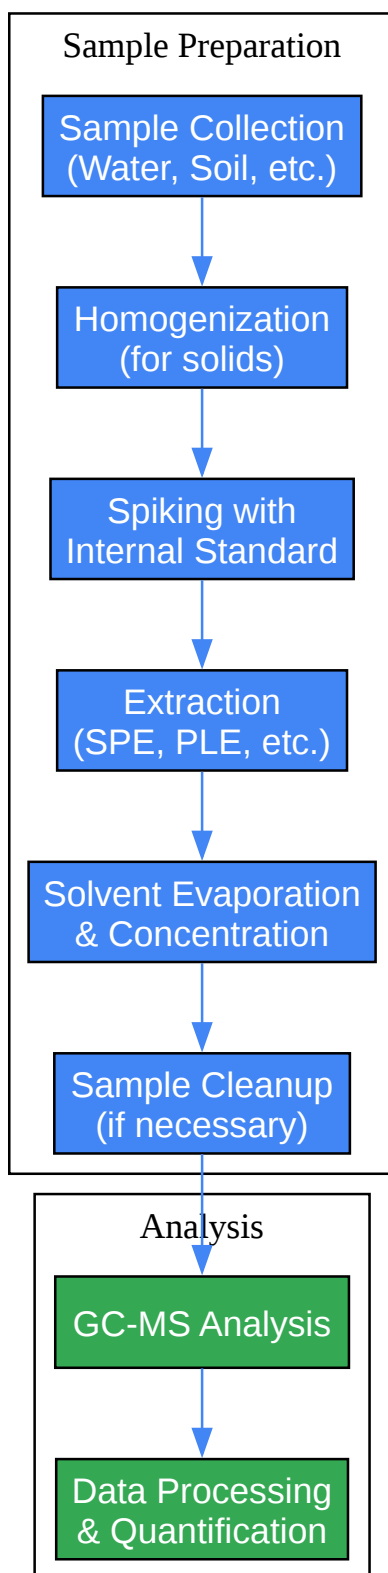 Sample Preparation
Sample Collection
(Water, Soil, etc.)
Homogenization
(for solids)
Spiking with
Internal Standard
Extraction
(SPE, PLE, etc.)
Solvent Evaporation
& Concentration
Sample Cleanup
(if necessary)
Analysis
GC-MS Analysis
Data Processing
& Quantification